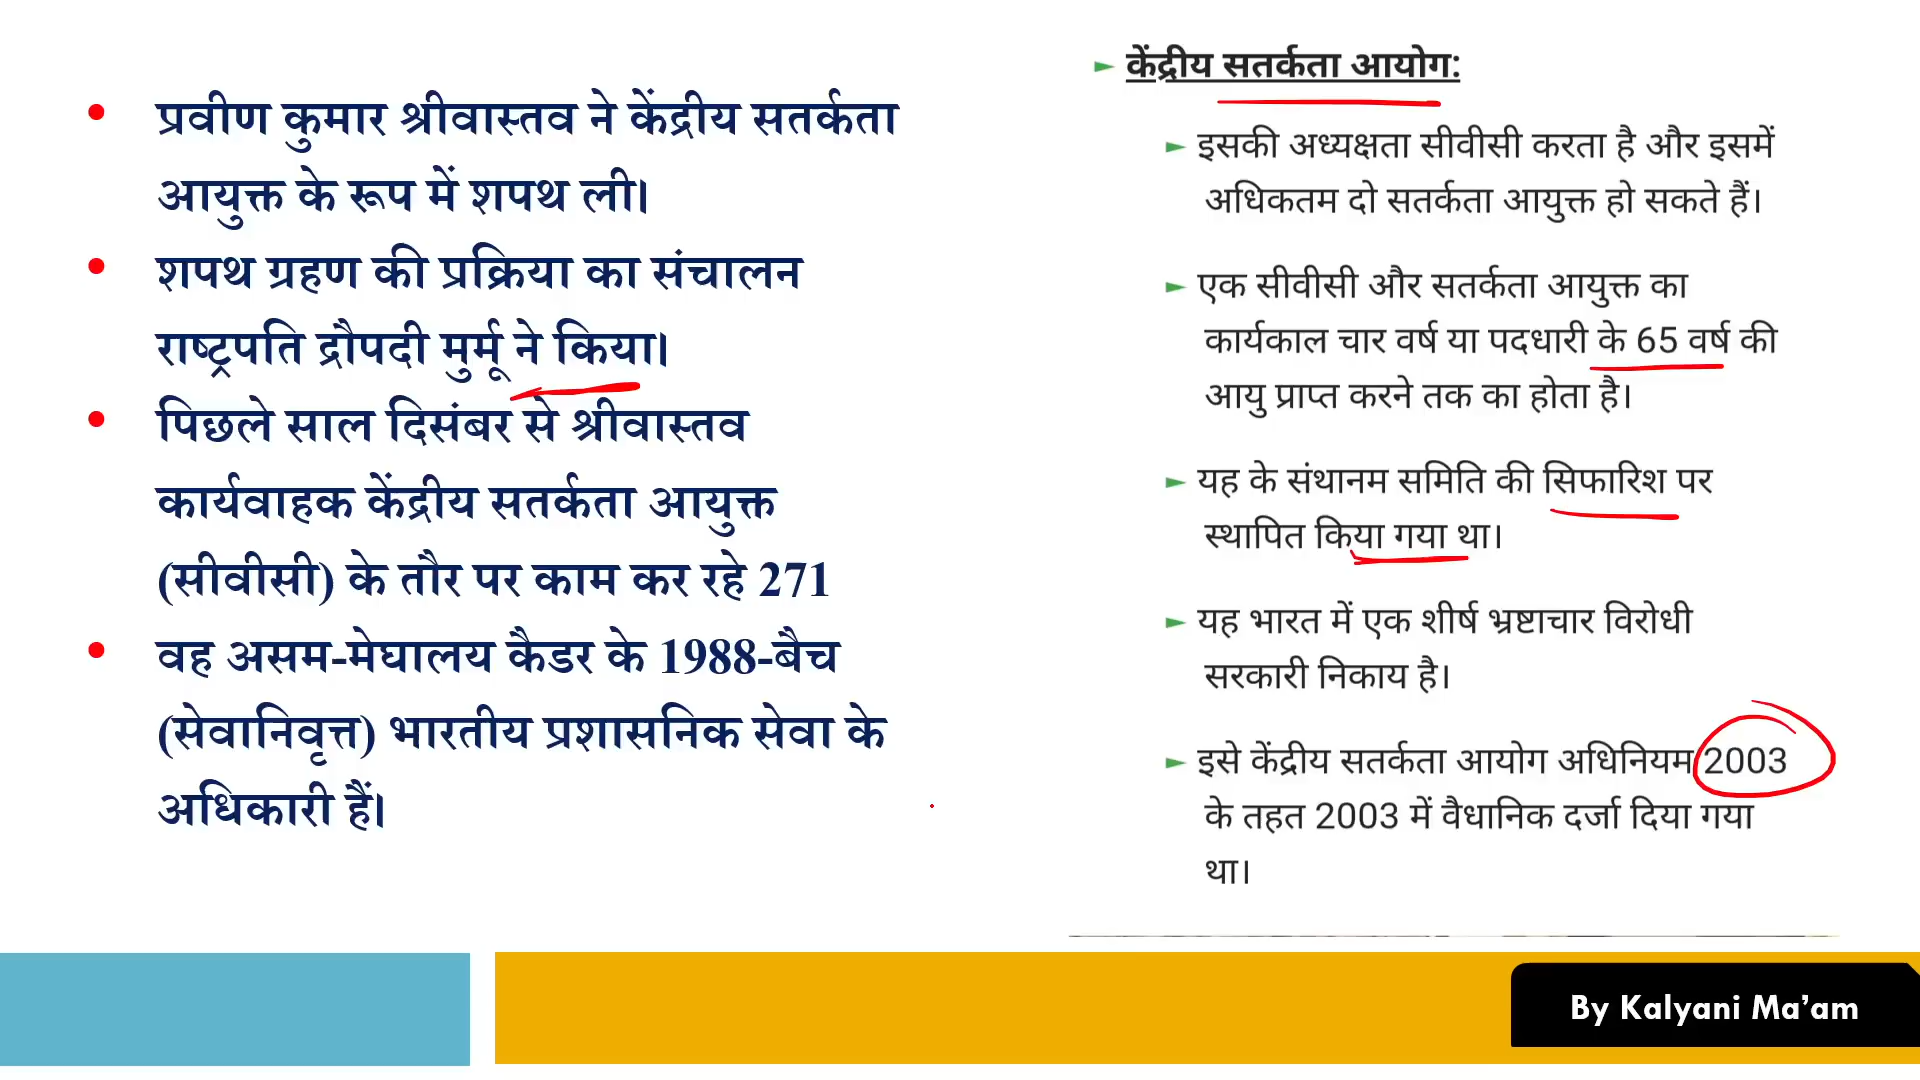 प्रवीण कुमार श्रीवास्तव ने केंद्रीय सतर्कता
आयुक्त के रूप में शपथ ली।
शपथ ग्रहण की प्रक्रिया का संचालन
राष्ट्रपति द्रौपदी मुर्मू ने किया।
पिछले साल दिसंबर से श्रीवास्तव
कार्यवाहक केंद्रीय सतर्कता आयुक्त
(सीवीसी) के तौर पर काम कर रहे 271
वह असम-मेघालय कैडर के 1988-बैच
(सेवानिवृत्त) भारतीय प्रशासनिक सेवा के
अधिकारी हैं।
केंद्रीय सतर्कता आयोग:
इसकी अध्यक्षता सीवीसी करता है और इसमें
अधिकतम दो सतर्कता आयुक्त हो सकते हैं।
एक सीवीसी और सतर्कता आयुक्त का
कार्यकाल चार वर्ष या पदधारी के 65 वर्ष की
आयु प्राप्त करने तक का होता है।
यह के संथानम समिति की सिफारिश पर
स्थापित किया गया था।
यह भारत में एक शीर्ष भ्रष्टाचार विरोधी
सरकारी निकाय है।
इसे केंद्रीय सतर्कता आयोग अधिनियम 2003
के तहत 2003 में वैधानिक दर्जा दिया गया
था।
By Kalyani Ma’am